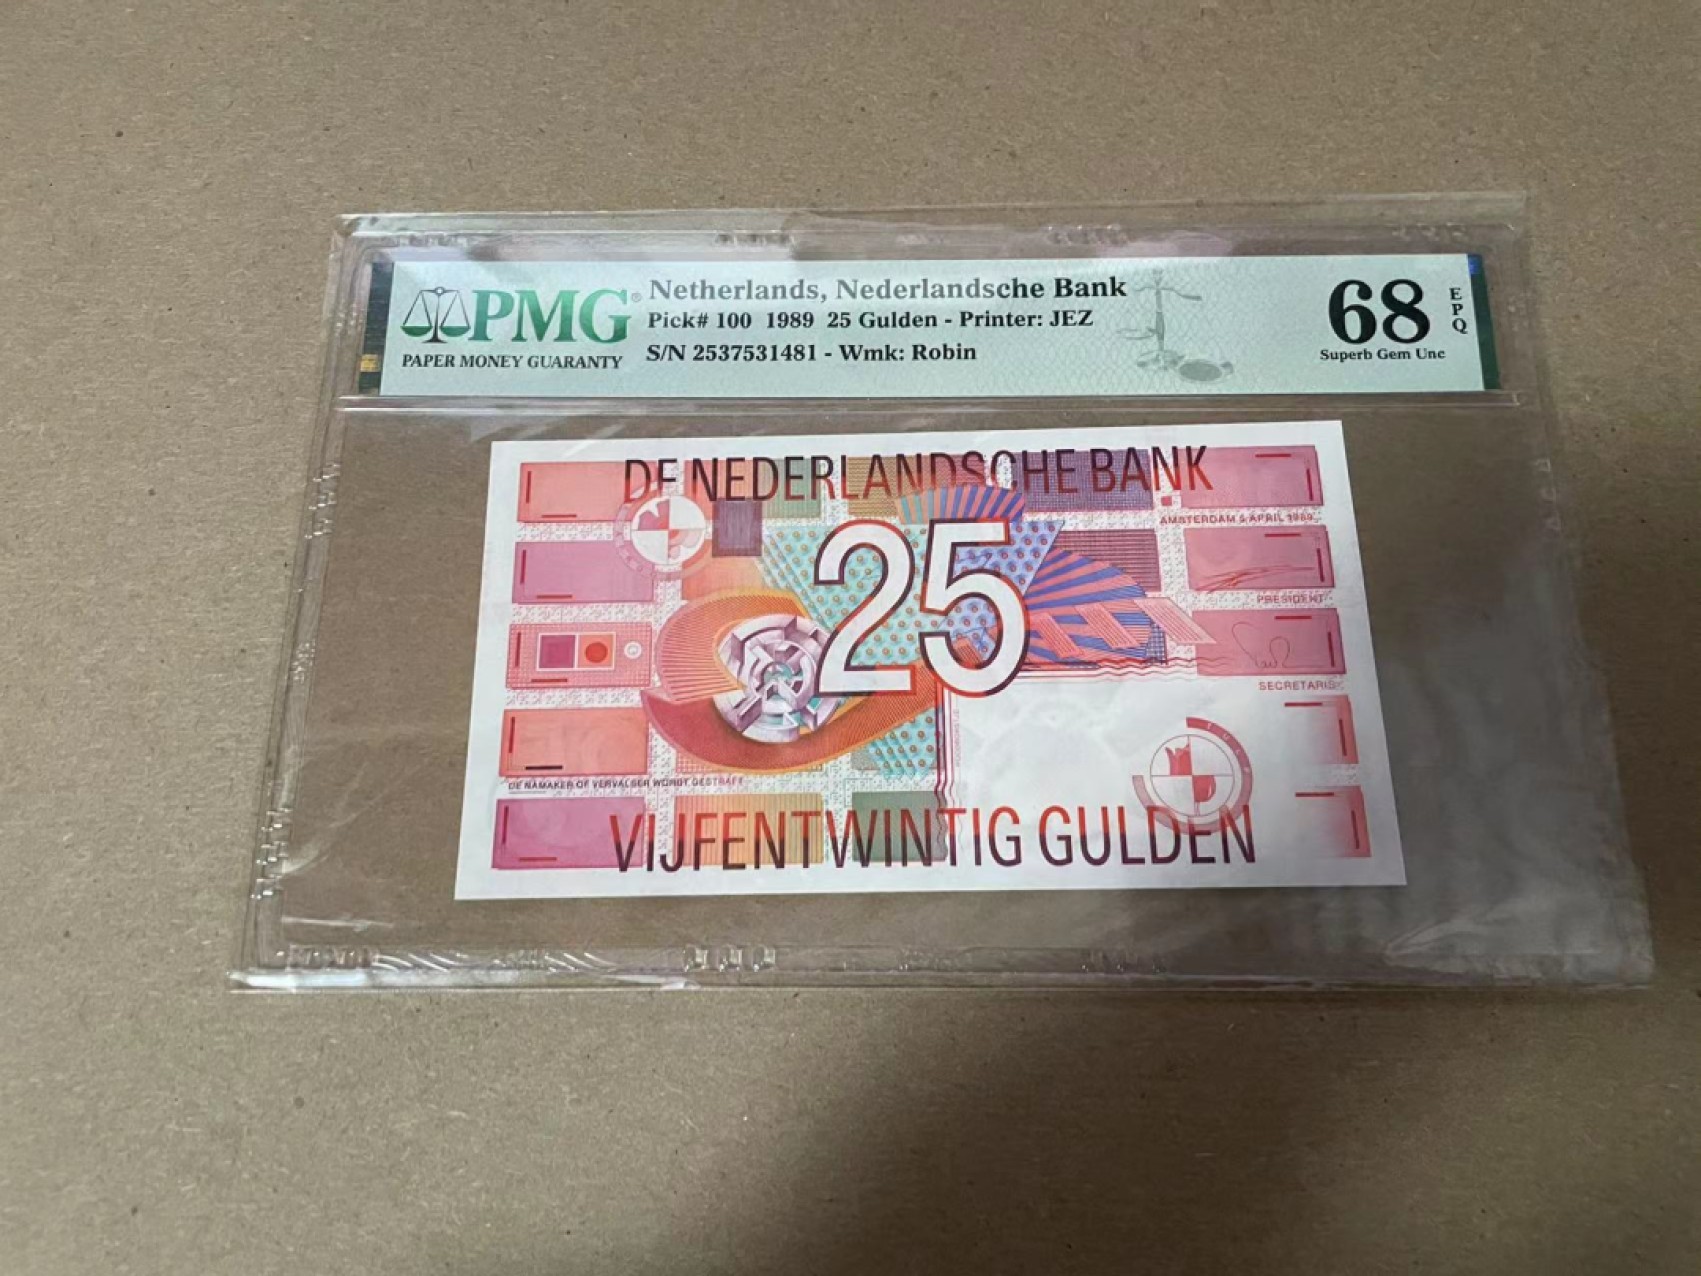 PMG®
PAPER MONEY GUARANTY
Netherlands, Nederlandsche Bank
Pick# 100 1989 25 Gulden - Printer: JEZ
S/N 2537531481 - Wmk: Robin
68
EPQ
Superb Gem Unc
DE NEDERLANDSCHE BANK
AMSTERDAM 5 APRIL 1989
25
PRESIDENT
SECRETARIS
TULP
DE NAMAKER OF VERVALSER WORDT GESTRAFT
VIJFENTWINTIG GULDEN